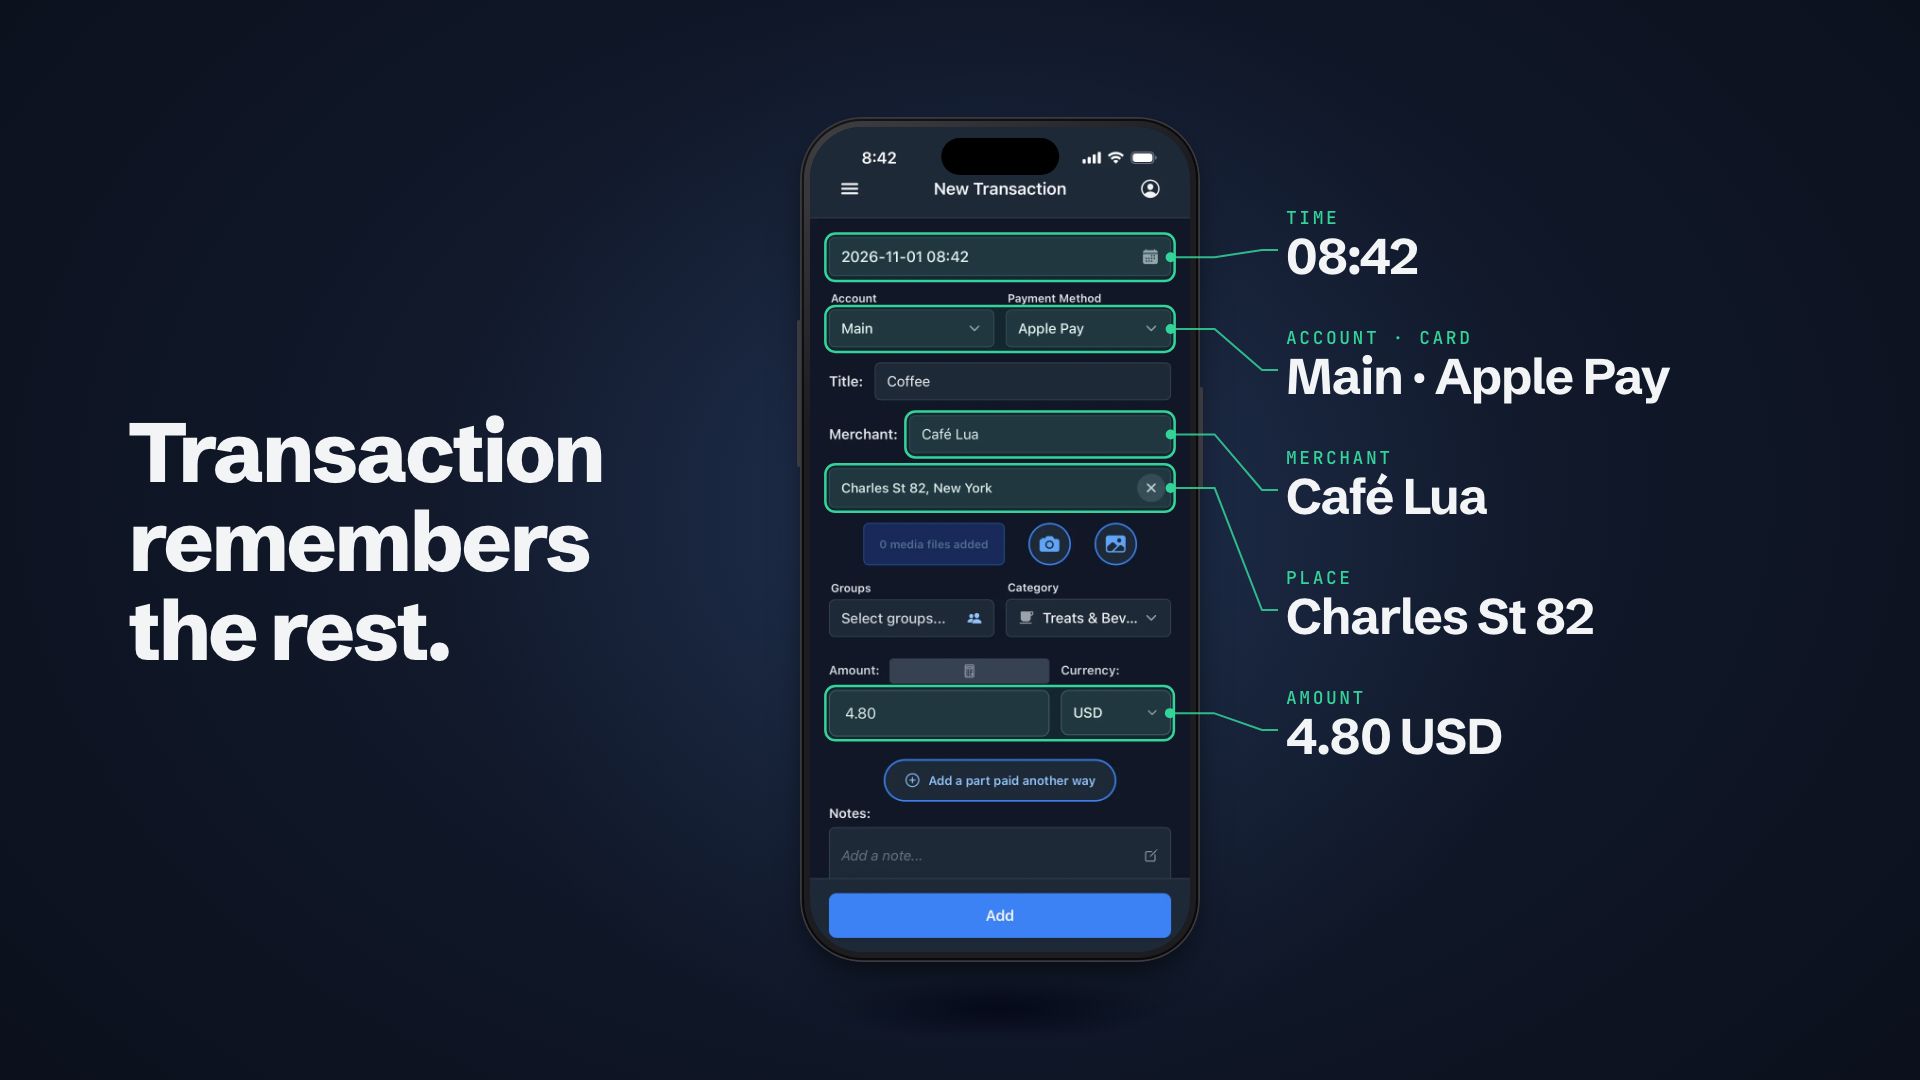 Transaction
remembers
the rest.
8:42
New Transaction
2026-11-01 08:42
Account
Payment Method
Main
Apple Pay
Title:
Coffee
Merchant:
Café Lua
Charles St 82, New York
0 media files added
Groups
Category
Select groups...
Treats & Bev...
Amount:
Currency:
4.80
USD
Add a part paid another way
Notes:
Add a note...
Add
TIME
08:42
ACCOUNT · CARD
Main · Apple Pay
MERCHANT
Café Lua
PLACE
Charles St 82
AMOUNT
4.80 USD